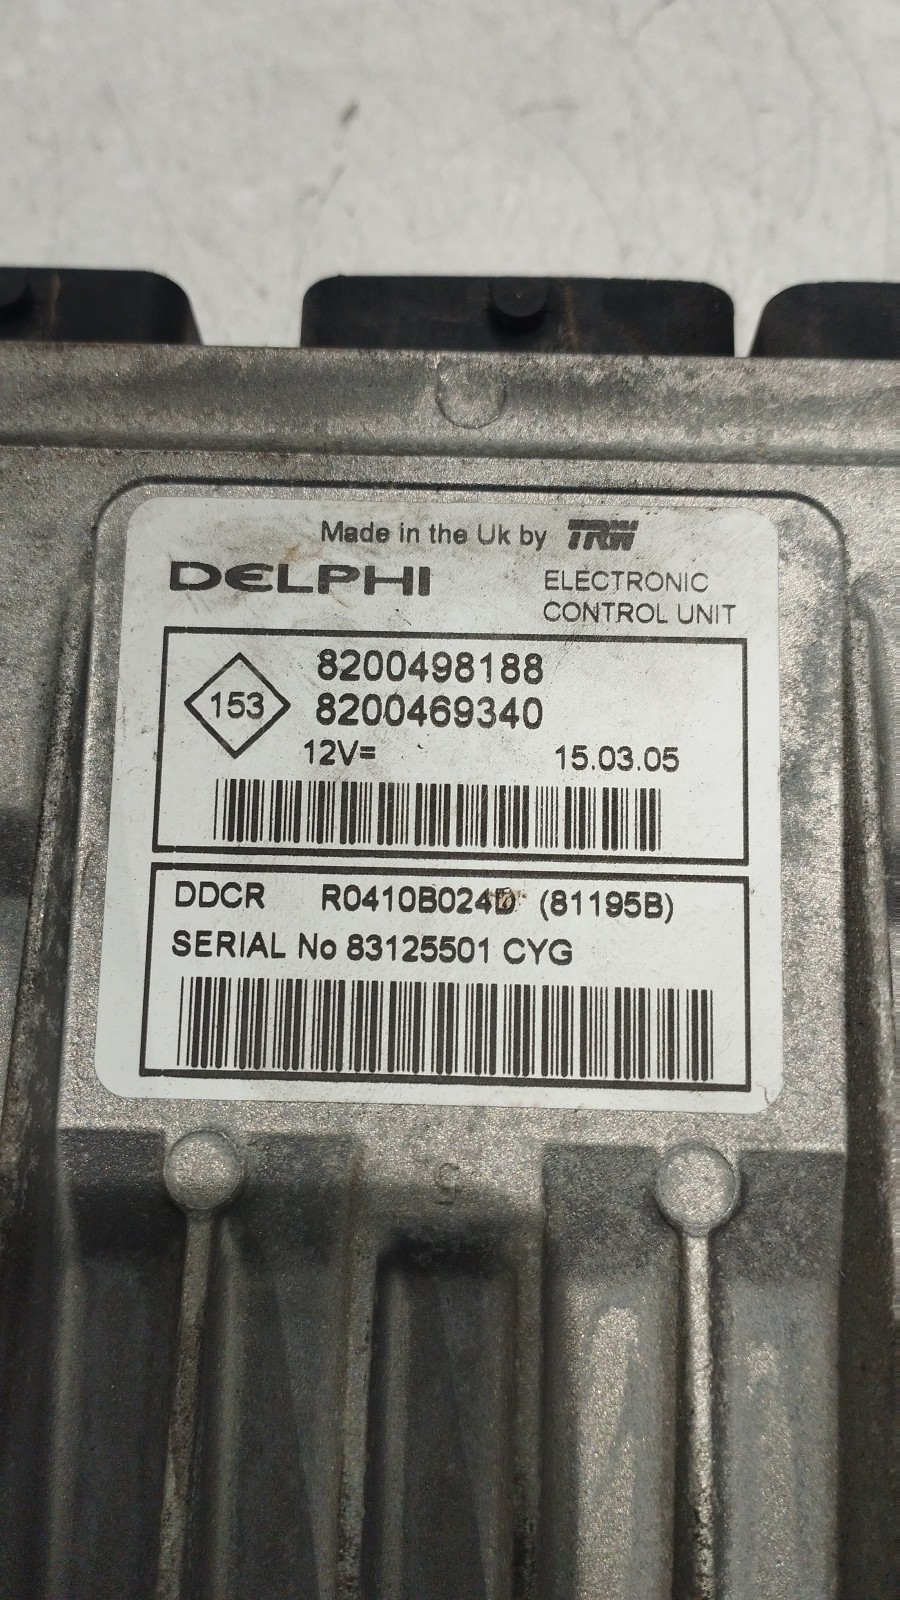 Made in the Uk by TRW
DELPHI
ELECTRONIC
CONTROL UNIT
153
8200498188
8200469340
12V=
15.03.05
DDCR R0410B024D (81195B)
SERIAL No 83125501 CYG
5